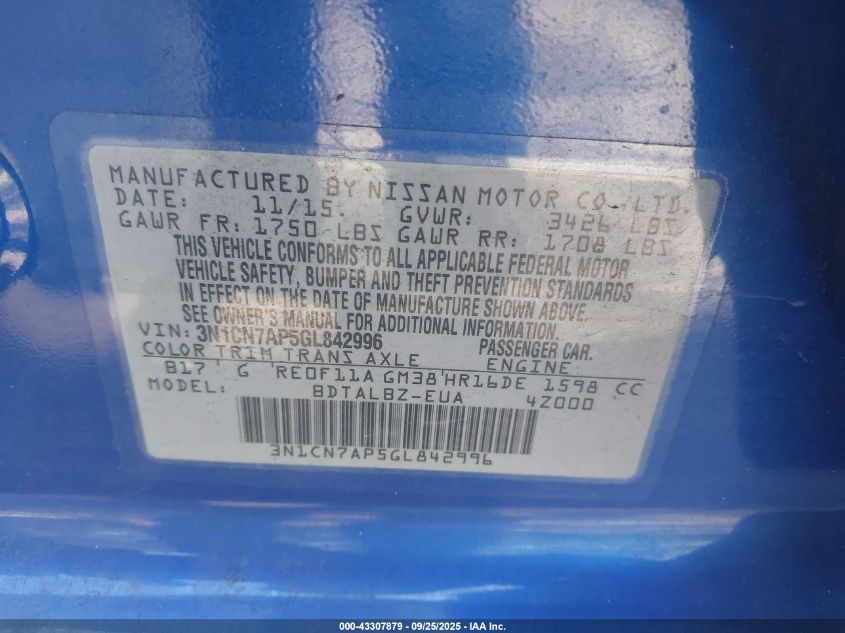 MANUFACTURED BY NISSAN MOTOR CO. LTD.
DATE: 11/15. GVWR: 3426 LBS
GAWR FR: 1750 LBS GAWR RR: 1708 LBS
THIS VEHICLE CONFORMS TO ALL APPLICABLE FEDERAL MOTOR
VEHICLE SAFETY, BUMPER AND THEFT PREVENTION STANDARDS
IN EFFECT ON THE DATE OF MANUFACTURE SHOWN ABOVE.
SEE OWNER'S MANUAL FOR ADDITIONAL INFORMATION.
VIN: 3N1CN7AP5GL842996 PASSENGER CAR.
COLOR TRIM TRANS AXLE ENGINE
B17 G RE0F11A GM38 HR16DE 1598 CC
MODEL: BDTALBZ-EUA 4Z000
3N1CN7AP5GL842996
000-43307879 - 09/25/2025 - IAA Inc.